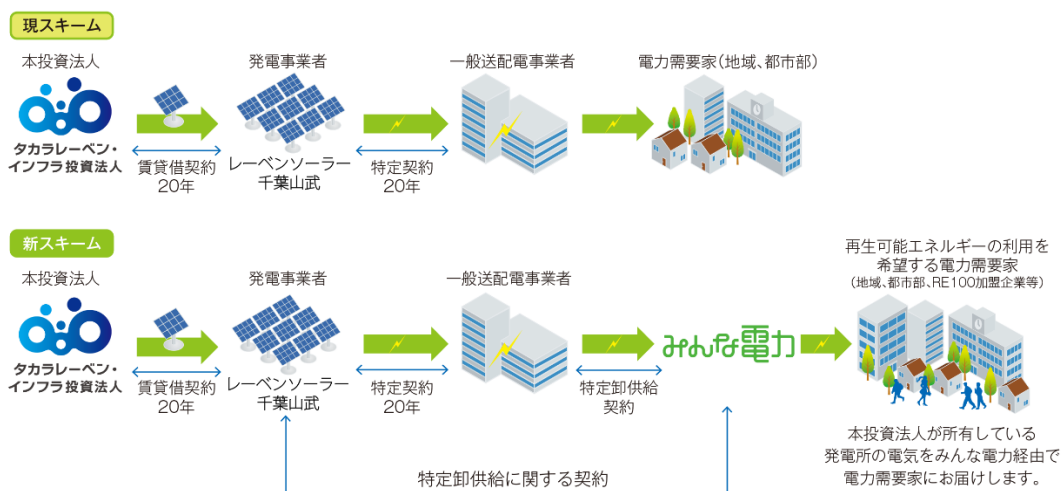 現スキーム
本投資法人
発電事業者
一般送配電事業者
電力需要家(地域、都市部)
タカラレーベン・
インフラ投資法人
賃貸借契約
20年
レーベンソーラー
千葉山武
特定契約
20年
新スキーム
本投資法人
発電事業者
一般送配電事業者
再生可能エネルギーの利用を
希望する電力需要家
(地域、都市部、RE100加盟企業等)
タカラレーベン・
インフラ投資法人
賃貸借契約
20年
レーベンソーラー
千葉山武
特定契約
20年
特定卸供給
契約
みんな電力
本投資法人が所有している
発電所の電気をみんな電力経由で
電力需要家にお届けします。
特定卸供給に関する契約